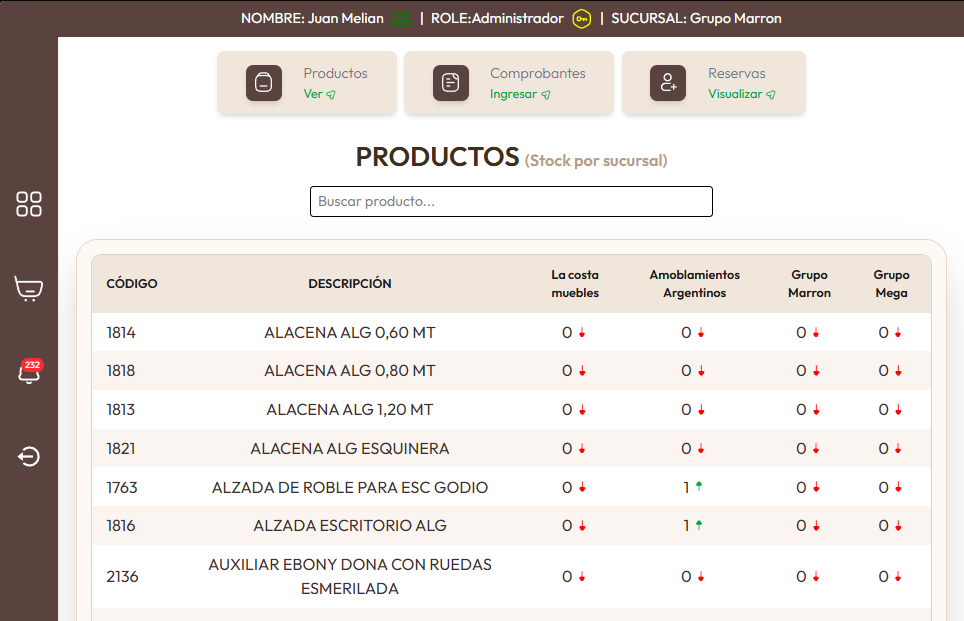 NOMBRE: Juan Melian | ROLE:Administrador | SUCURSAL: Grupo Marron
Productos
Ver
Comprobantes
Ingresar
Reservas
Visualizar
PRODUCTOS (Stock por sucursal)
Buscar producto...
232
CÓDIGO DESCRIPCIÓN La costa muebles Amoblamientos Argentinos Grupo Marron Grupo Mega
1814 ALACENA ALG 0,60 MT 0 0 0 0
1818 ALACENA ALG 0,80 MT 0 0 0 0
1813 ALACENA ALG 1,20 MT 0 0 0 0
1821 ALACENA ALG ESQUINERA 0 0 0 0
1763 ALZADA DE ROBLE PARA ESC GODIO 0 1 0 0
1816 ALZADA ESCRITORIO ALG 0 1 0 0
2136 AUXILIAR EBONY DONA CON RUEDAS ESMERILADA 0 0 0 0